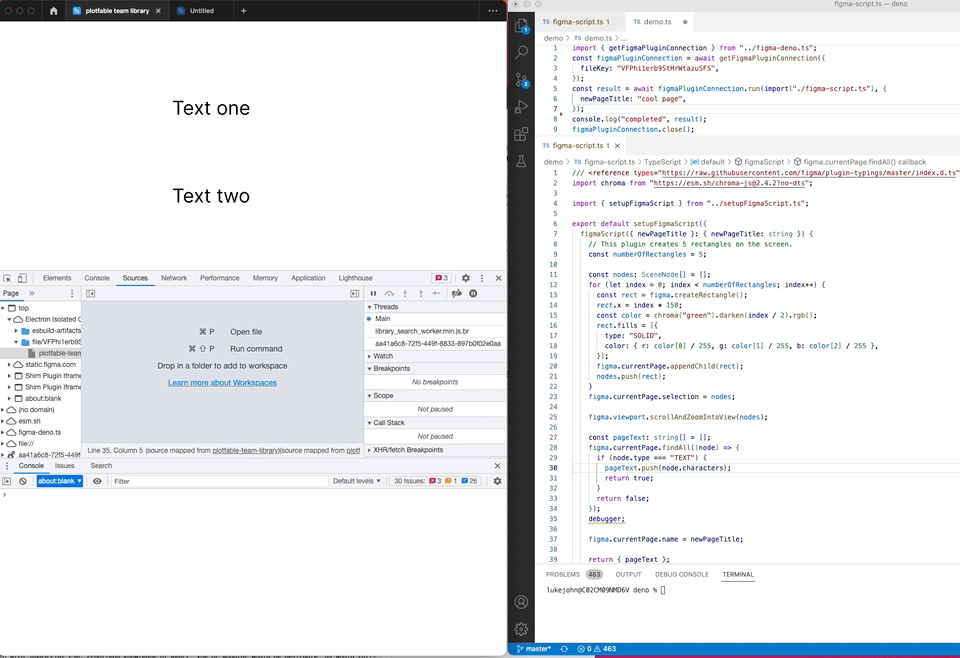 plotfable team library
Untitled
Text one
Text two
Elements Console Sources Network Performance Memory Application Lighthouse 3
Page
top
Electron Isolated C
esbuild-artifacts
file/VFPhi1erb9S
plotfable-team
static.figma.com
Shim Plugin Iframe
Shim Plugin Iframe
about:blank
(no domain)
esm.sh
figma-deno.ts
file://
aa41a6c8-72f5-449f
⌘ P Open file
⌘ ⇧ P Run command
Drop in a folder to add to workspace
Learn more about Workspaces
Line 35, Column 5 (source mapped from plotfable-team-library)(source mapped from plotf
Threads
Main
library_search_worker.min.js.br
aa41a6c8-72f5-449f-8833-897b0f02e0aa
Watch
Breakpoints
No breakpoints
Scope
Not paused
Call Stack
Not paused
XHR/fetch Breakpoints
Console Issues Search
about:blank Filter Default levels 30 Issues: 3 1 26
figma-script.ts — deno
TS figma-script.ts 1 TS demo.ts
demo > TS demo.ts > ...
1 import { getFigmaPluginConnection } from "../figma-deno.ts";
2 const figmaPluginConnection = await getFigmaPluginConnection({
3 fileKey: "VFPhi1erb9StHrWtazuSFS",
4 });
5 const result = await figmaPluginConnection.run(import("./figma-script.ts"), {
6 newPageTitle: "cool page",
7 });
8 console.log("completed", result);
9 figmaPluginConnection.close();
TS figma-script.ts 1
demo > TS figma-script.ts > TypeScript > default > figmaScript > figma.currentPage.findAll() callback
1 /// <reference types="https://raw.githubusercontent.com/figma/plugin-typings/master/index.d.ts"
2 import chroma from "https://esm.sh/chroma-js@2.4.2?no-dts";
3
4 import { setupFigmaScript } from "../setupFigmaScript.ts";
5
6 export default setupFigmaScript({
7 figmaScript({ newPageTitle }: { newPageTitle: string }) {
8 // This plugin creates 5 rectangles on the screen.
9 const numberOfRectangles = 5;
10
11 const nodes: SceneNode[] = [];
12 for (let index = 0; index < numberOfRectangles; index++) {
13 const rect = figma.createRectangle();
14 rect.x = index * 150;
15 const color = chroma("green").darken(index / 2).rgb();
16 rect.fills = [{
17 type: "SOLID",
18 color: { r: color[0] / 255, g: color[1] / 255, b: color[2] / 255 },
19 }];
20 figma.currentPage.appendChild(rect);
21 nodes.push(rect);
22 }
23 figma.currentPage.selection = nodes;
24
25 figma.viewport.scrollAndZoomIntoView(nodes);
26
27 const pageText: string[] = [];
28 figma.currentPage.findAll((node) => {
29 if (node.type === "TEXT") {
30 pageText.push(node.characters);
31 return true;
32 }
33 return false;
34 });
35 debugger;
36
37 figma.currentPage.name = newPageTitle;
38
39 return { pageText };
PROBLEMS 463 OUTPUT DEBUG CONSOLE TERMINAL
lukejohn@C02CM09NMD6V deno %
master* 0 463